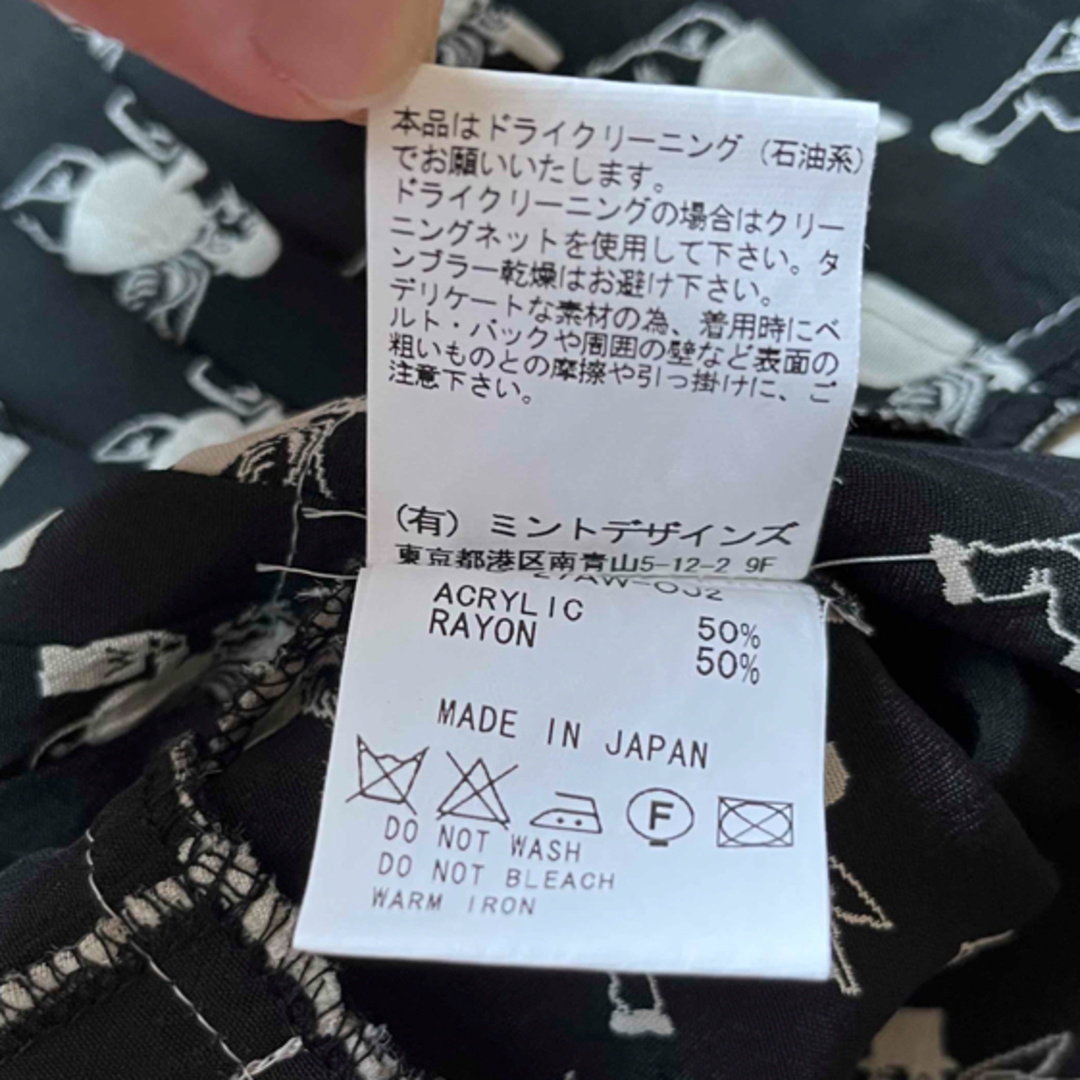 本品はドライクリーニング（石油系）
でお願いいたします。
ドライクリーニングの場合はクリー
ニングネットを使用して下さい。タ
ンブラー乾燥はお避け下さい。
デリケートな素材の為、着用時にベ
ルト・バックや周囲の壁など表面の
粗いものとの摩擦や引っ掛けに、ご
注意下さい。
（有）ミントデザインズ
東京都港区南青山5-12-2 9F
ACRYLIC 50%
RAYON 50%
MADE IN JAPAN
F
DO NOT WASH
DO NOT BLEACH
WARM IRON